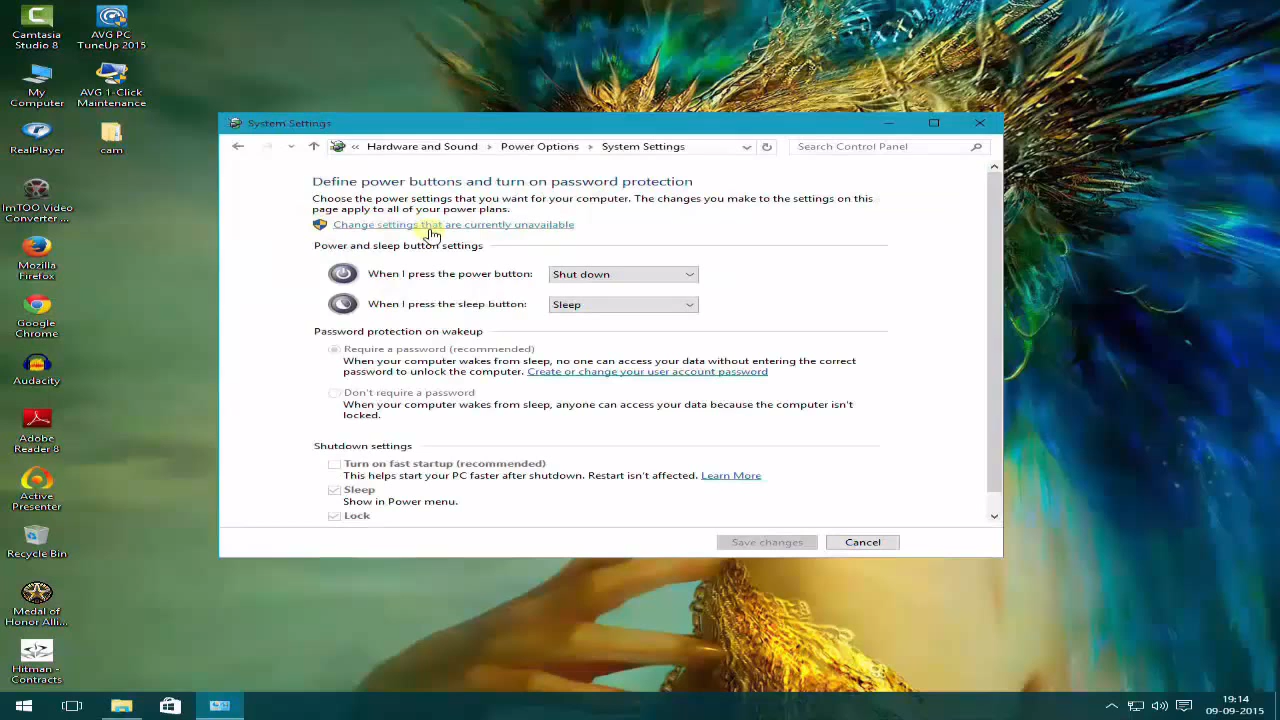 Camtasia
Studio 8
AVG PC
TuneUp 2015
My
Computer
AVG 1-Click
Maintenance
RealPlayer
cam
ImTOO Video
Converter ...
Mozilla
Firefox
Google
Chrome
Audacity
Adobe
Reader 8
Active
Presenter
Recycle Bin
Medal of
Honor Alli...
Hitman -
Contracts
System Settings
« Hardware and Sound › Power Options › System Settings
Search Control Panel
Define power buttons and turn on password protection
Choose the power settings that you want for your computer. The changes you make to the settings on this
page apply to all of your power plans.
Change settings that are currently unavailable
Power and sleep button settings
When I press the power button: Shut down
When I press the sleep button: Sleep
Password protection on wakeup
Require a password (recommended)
When your computer wakes from sleep, no one can access your data without entering the correct
password to unlock the computer. Create or change your user account password
Don't require a password
When your computer wakes from sleep, anyone can access your data because the computer isn't
locked.
Shutdown settings
Turn on fast startup (recommended)
This helps start your PC faster after shutdown. Restart isn't affected. Learn More
Sleep
Show in Power menu.
Lock
Save changes
Cancel
19:14
09-09-2015